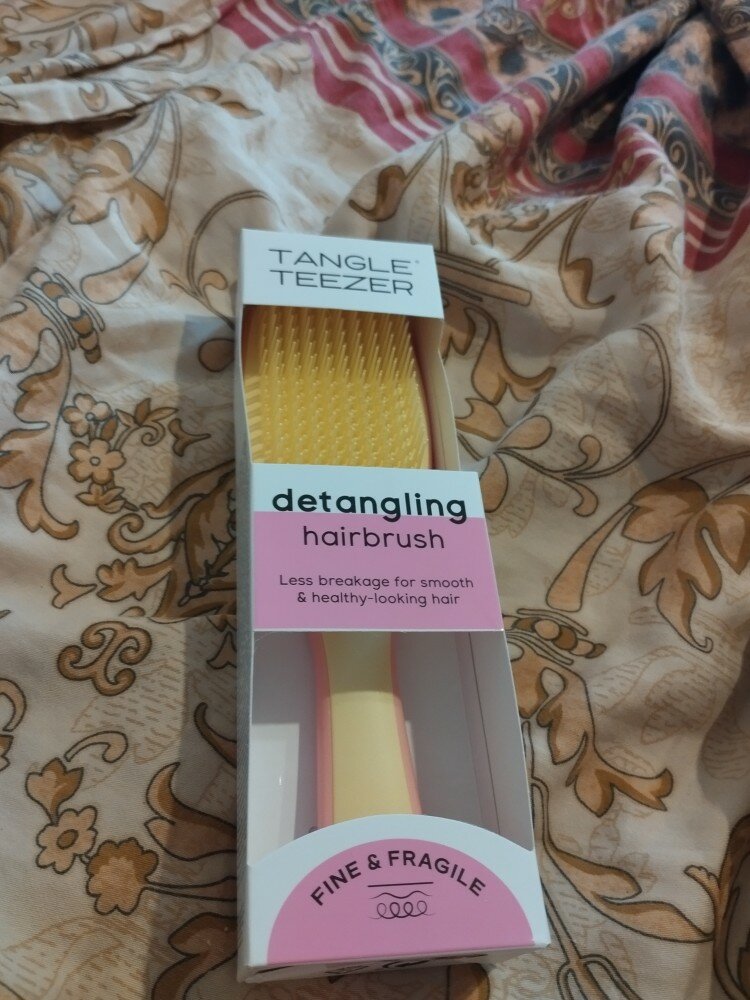 TANGLE®
TEEZER
detangling
hairbrush
Less breakage for smooth
& healthy-looking hair
FINE & FRAGILE